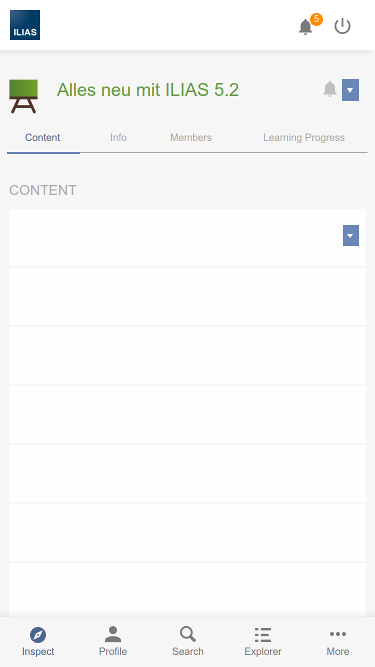 ILIAS
5
Alles neu mit ILIAS 5.2
Content Info Members Learning Progress
CONTENT
Inspect Profile Search Explorer More